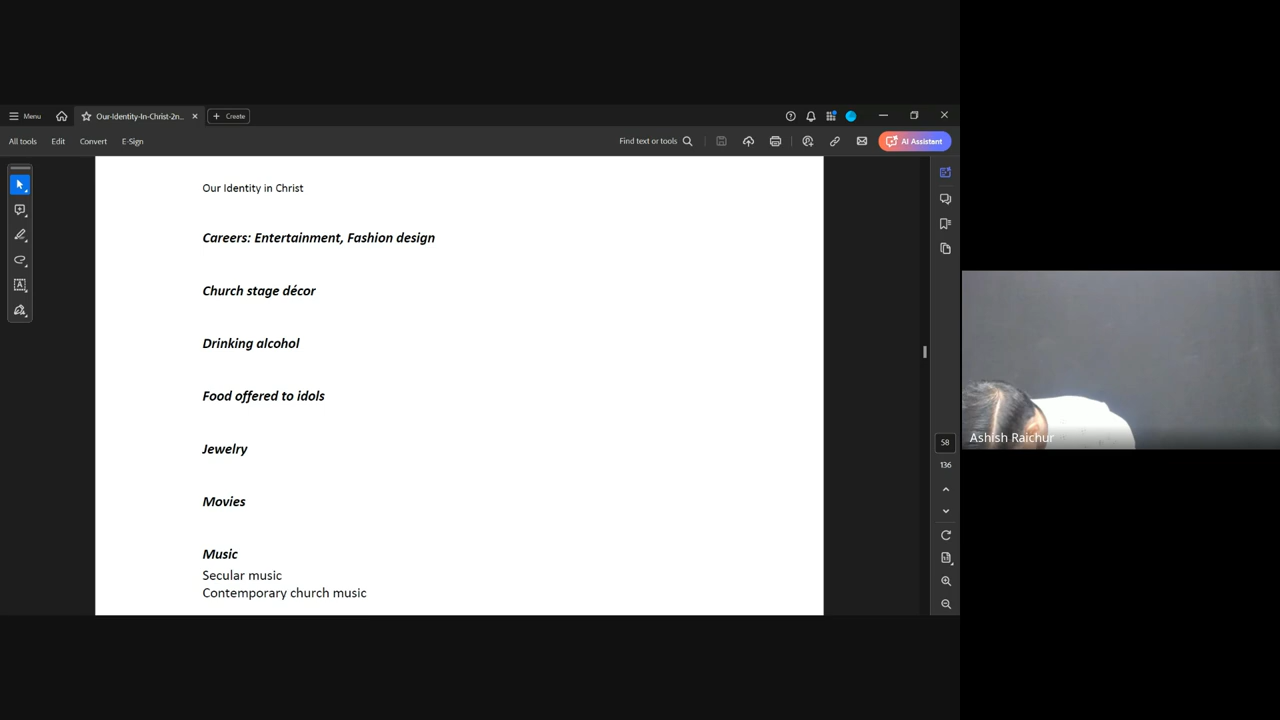 Menu
Our-Identity-In-Christ-2n...
Create
All tools
Edit
Convert
E-Sign
Find text or tools
AI Assistant
Our Identity in Christ
Careers: Entertainment, Fashion design
Church stage décor
Drinking alcohol
Food offered to idols
Jewelry
Movies
Music
Secular music
Contemporary church music
58
136
Ashish Raichur